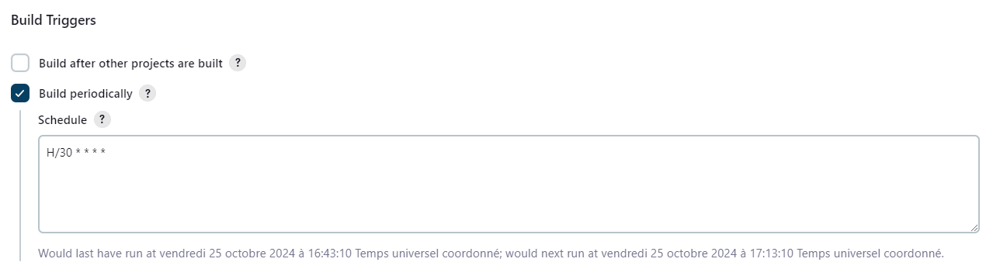 Build Triggers
Build after other projects are built ?
Build periodically ?
Schedule ?
H/30 * * * *
Would last have run at vendredi 25 octobre 2024 à 16:43:10 Temps universel coordonné; would next run at vendredi 25 octobre 2024 à 17:13:10 Temps universel coordonné.